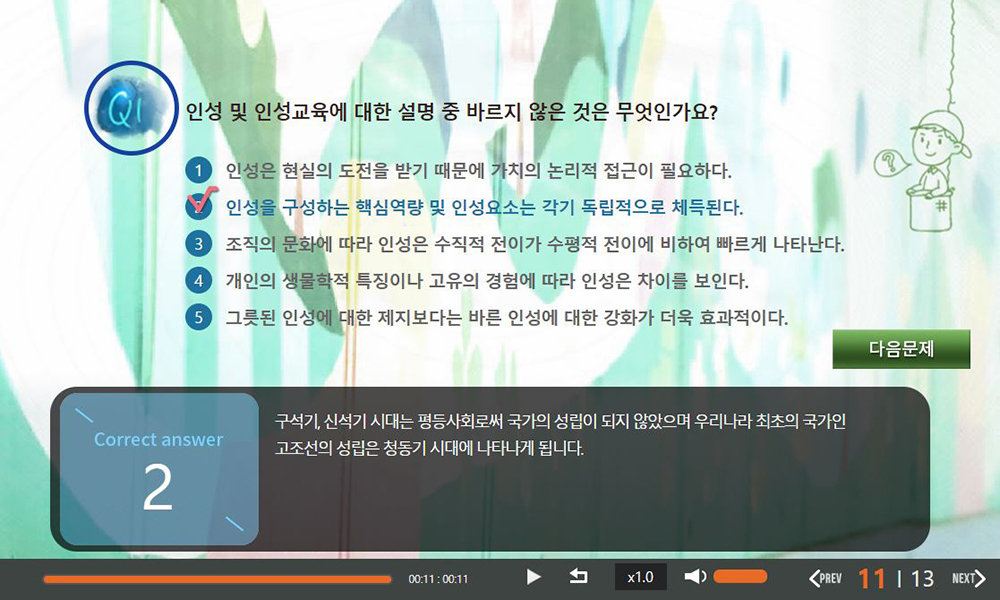 Q1
인성 및 인성교육에 대한 설명 중 바르지 않은 것은 무엇인가요?
1 인성은 현실의 도전을 받기 때문에 가치의 논리적 접근이 필요하다.
2 인성을 구성하는 핵심역량 및 인성요소는 각기 독립적으로 체득된다.
3 조직의 문화에 따라 인성은 수직적 전이가 수평적 전이에 비하여 빠르게 나타난다.
4 개인의 생물학적 특징이나 고유의 경험에 따라 인성은 차이를 보인다.
5 그릇된 인성에 대한 제지보다는 바른 인성에 대한 강화가 더욱 효과적이다.
?
#
다음문제
Correct answer
2
구석기, 신석기 시대는 평등사회로써 국가의 성립이 되지 않았으며 우리나라 최초의 국가인
고조선의 성립은 청동기 시대에 나타나게 됩니다.
00:11 : 00:11
x1.0
PREV 11 | 13 NEXT